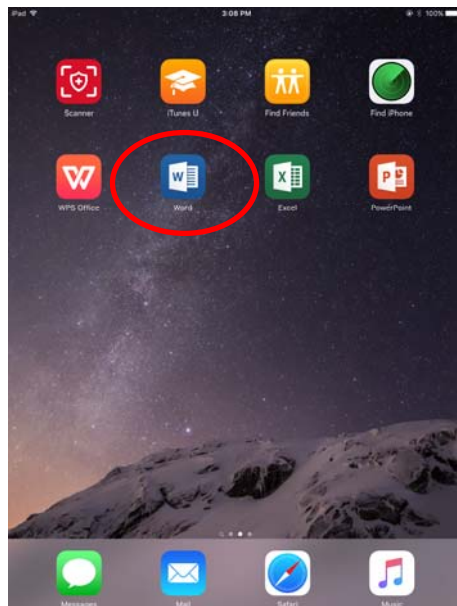 iPad 3:08 PM 100%
Scanner iTunes U Find Friends Find iPhone
W W X P
WPS Office Word Excel PowerPoint
Messages Mail Safari Music